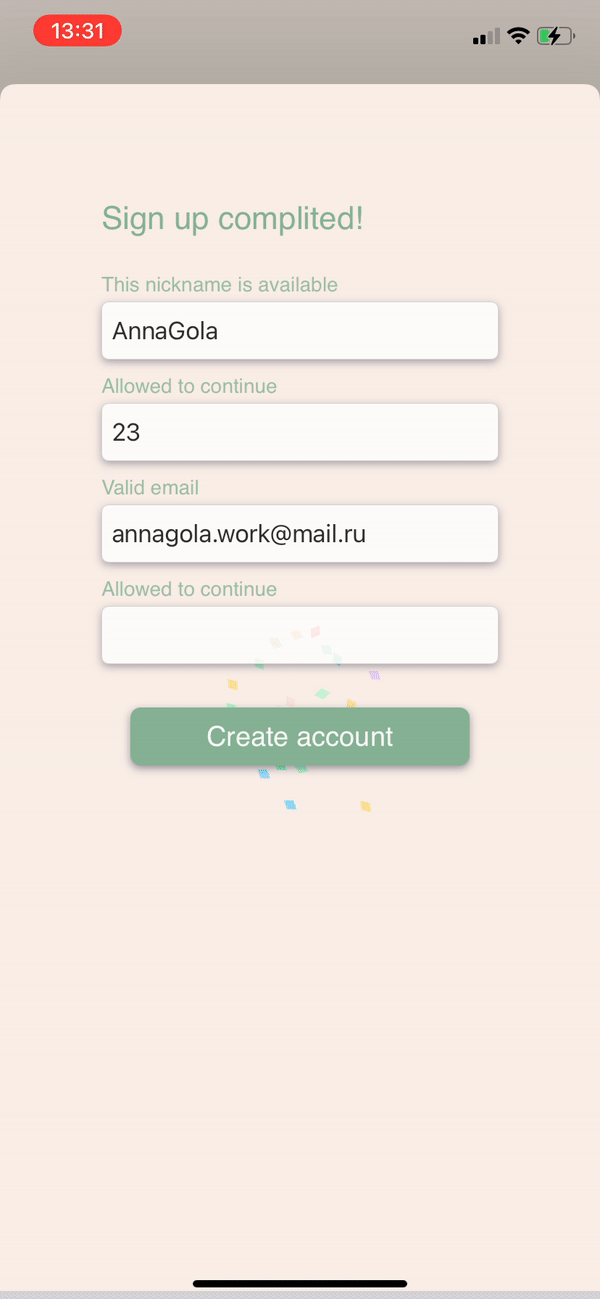 13:31
Sign up complited!
This nickname is available
AnnaGola
Allowed to continue
23
Valid email
annagola.work@mail.ru
Allowed to continue
Create account